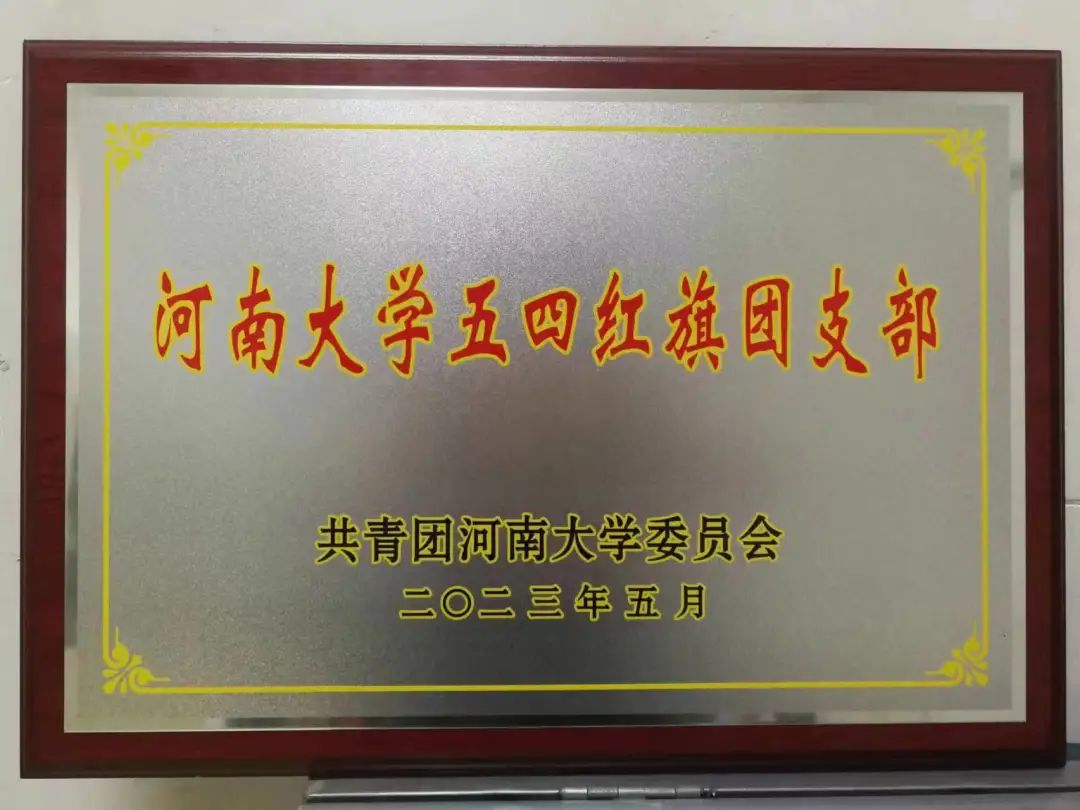 河南大学五四红旗团支部
共青团河南大学委员会
二〇二三年五月